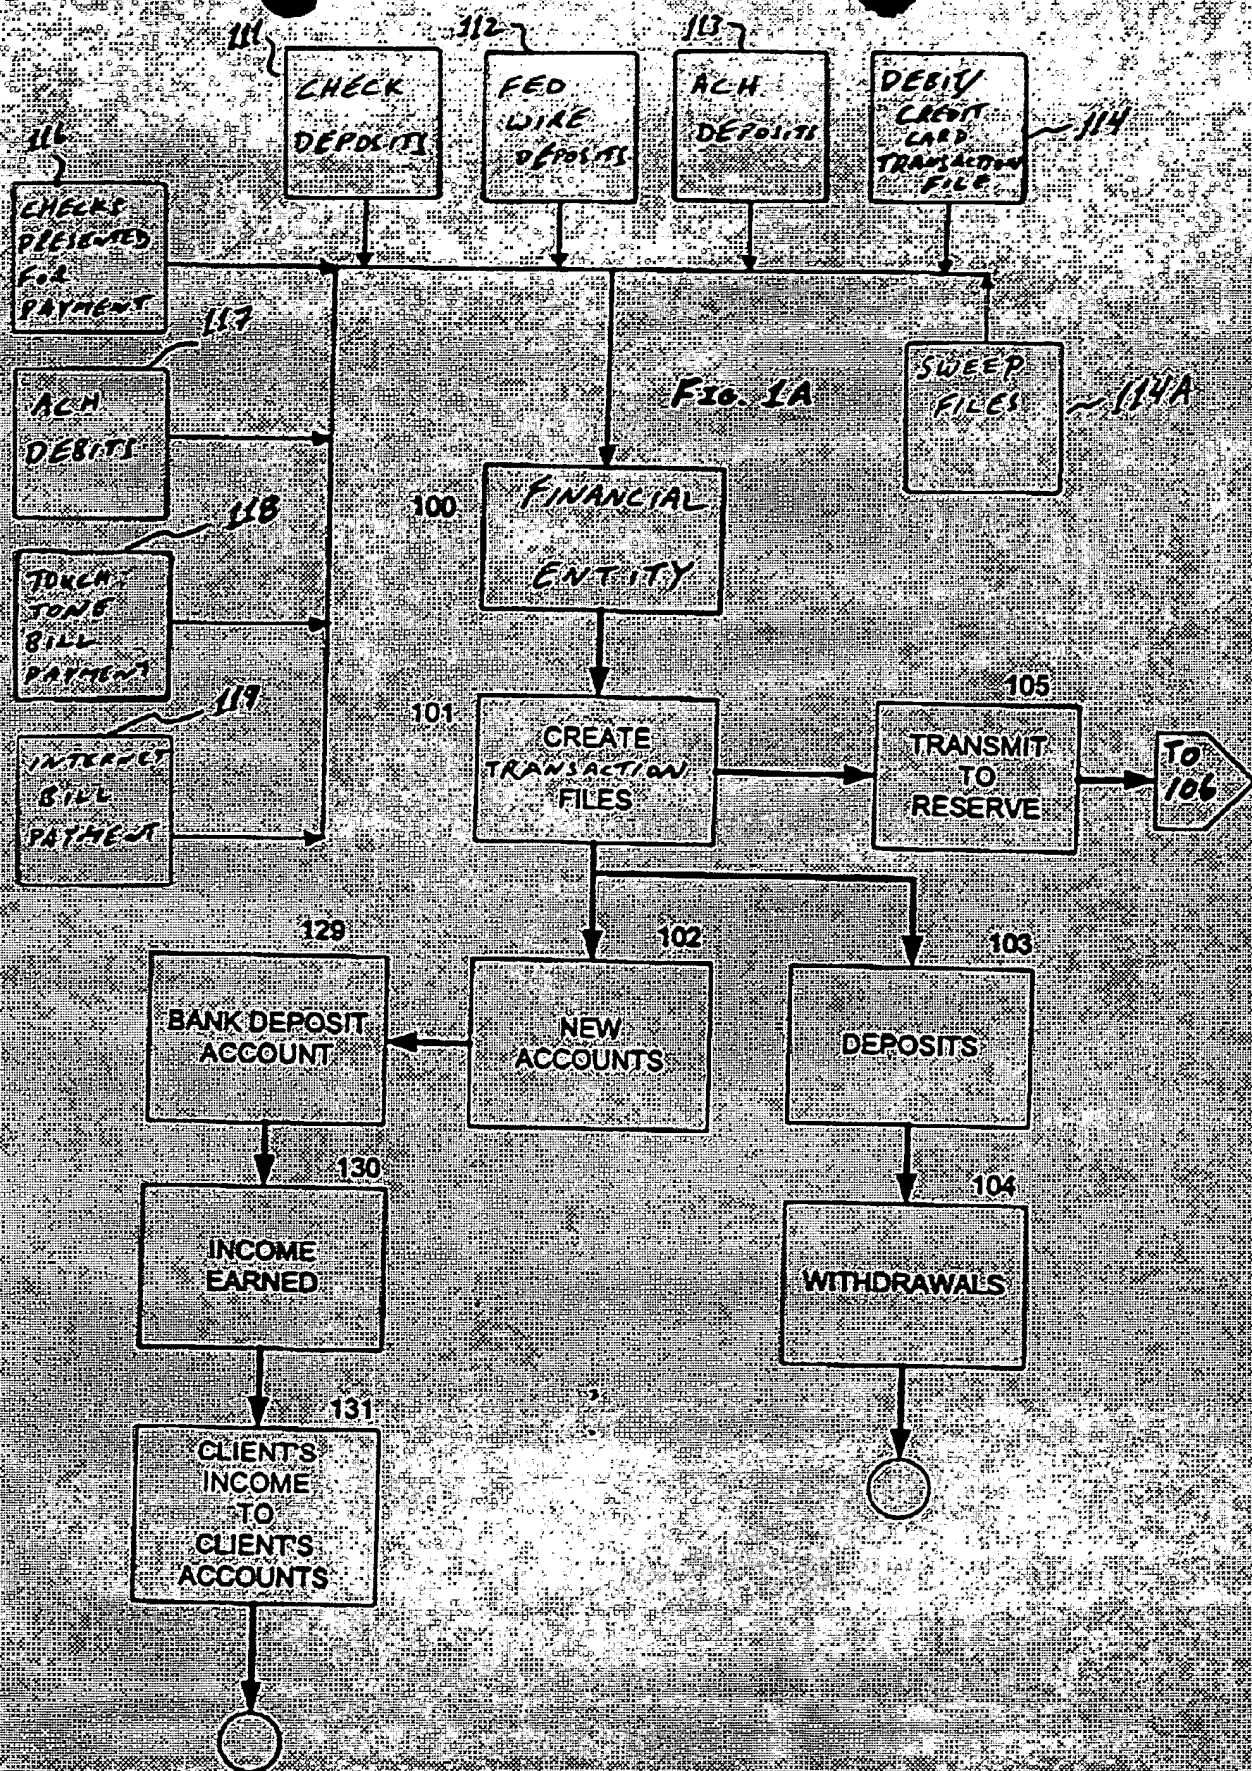 111
CHECK
DEPOSITS
112
FED
WIRE
DEPOSITS
113
ACH
DEPOSITS
DEBIT/
CREDIT
CARD
TRANSACTION
FILE
114
116
CHECKS
PRESENTED
FOR
PAYMENT
117
ACH
DEBITS
118
TOUCH
TONE
BILL
PAYMENT
119
INTERNET
BILL
PAYMENT
SWEEP
FILES
114A
FIG. 1A
100
FINANCIAL
ENTITY
101
CREATE
TRANSACTION
FILES
105
TRANSMIT
TO
RESERVE
TO
106
129
BANK DEPOSIT
ACCOUNT
102
NEW
ACCOUNTS
103
DEPOSITS
130
INCOME
EARNED
104
WITHDRAWALS
131
CLIENT'S
INCOME
TO
CLIENT'S
ACCOUNTS